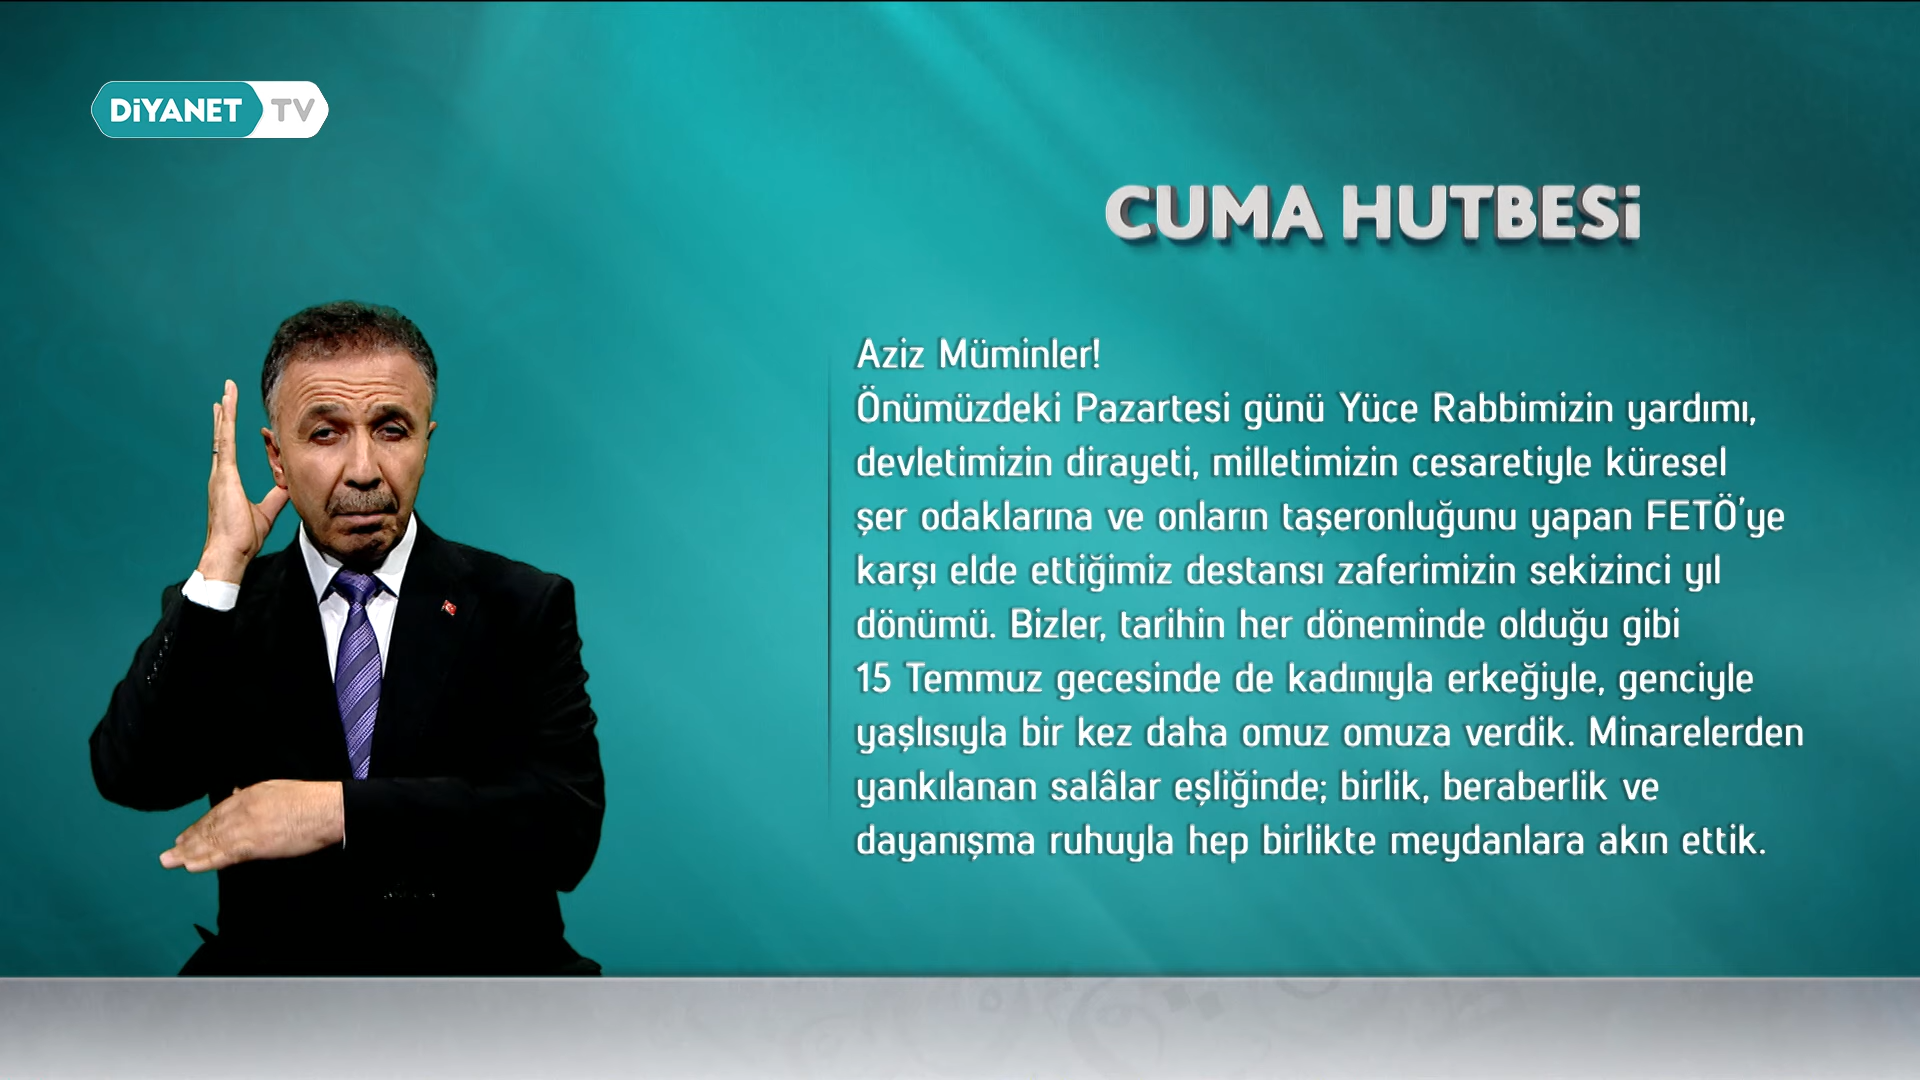 DİYANET TV
CUMA HUTBESİ
Aziz Müminler!
Önümüzdeki Pazartesi günü Yüce Rabbimizin yardımı,
devletimizin dirayeti, milletimizin cesaretiyle küresel
şer odaklarına ve onların taşeronluğunu yapan FETÖ'ye
karşı elde ettiğimiz destansı zaferimizin sekizinci yıl
dönümü. Bizler, tarihin her döneminde olduğu gibi
15 Temmuz gecesinde de kadınıyla erkeğiyle, genciyle
yaşlısıyla bir kez daha omuz omuza verdik. Minarelerden
yankılanan salâlar eşliğinde; birlik, beraberlik ve
dayanışma ruhuyla hep birlikte meydanlara akın ettik.